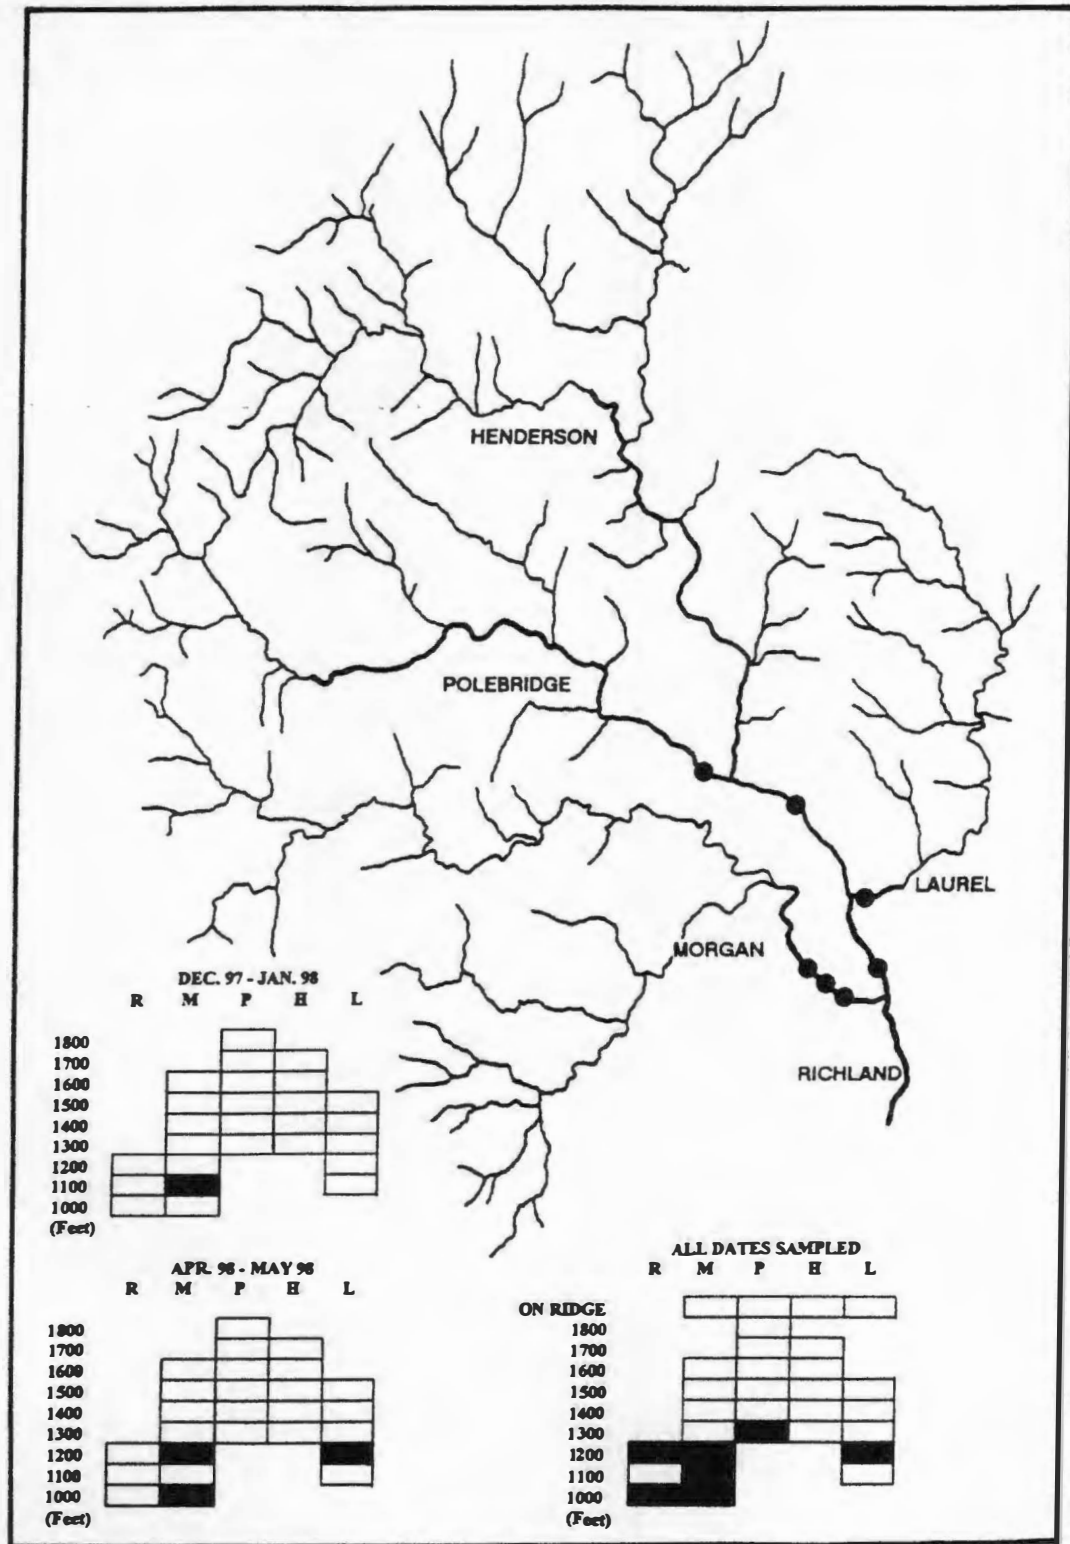 HENDERSON
POLEBRIDGE
LAUREL
MORGAN
RICHLAND
DEC. 97 - JAN. 98
R M P H L
1800
1700
1600
1500
1400
1300
1200
1100
1000
(Feet)
APR. 98 - MAY 98
R M P H L
1800
1700
1600
1500
1400
1300
1200
1100
1000
(Feet)
ALL DATES SAMPLED
R M P H L
ON RIDGE
1800
1700
1600
1500
1400
1300
1200
1100
1000
(Feet)